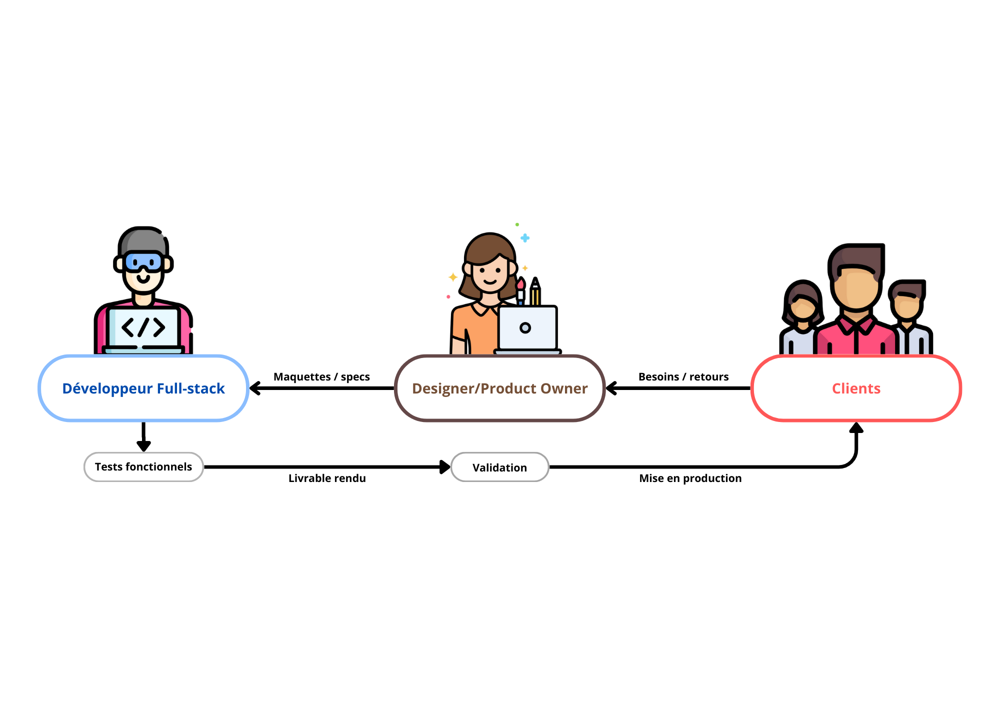 </>
Maquettes / specs
Besoins / retours
Développeur Full-stack
Designer/Product Owner
Clients
Tests fonctionnels
Validation
Livrable rendu
Mise en production